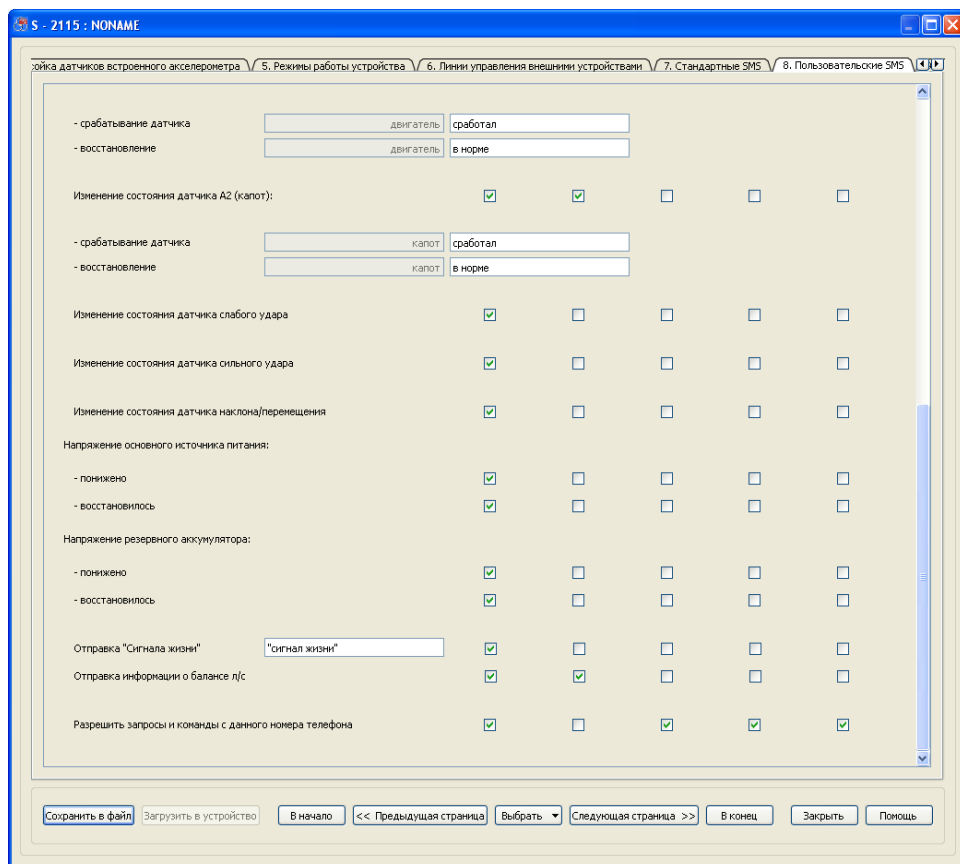 S - 2115 : NONAME
ойка датчиков встроенного акселерометра 5. Режимы работы устройства 6. Линии управления внешними устройствами 7. Стандартные SMS 8. Пользовательские SMS
- срабатывание датчика двигатель сработал
- восстановление двигатель в норме
Изменение состояния датчика A2 (капот):
- срабатывание датчика капот сработал
- восстановление капот в норме
Изменение состояния датчика слабого удара
Изменение состояния датчика сильного удара
Изменение состояния датчика наклона/перемещения
Напряжение основного источника питания:
- понижено
- восстановилось
Напряжение резервного аккумулятора:
- понижено
- восстановилось
Отправка "Сигнала жизни" "сигнал жизни"
Отправка информации о балансе л/с
Разрешить запросы и команды с данного номера телефона
Сохранить в файл Загрузить в устройство В начало << Предыдущая страница Выбрать Следующая страница >> В конец Закрыть Помощь